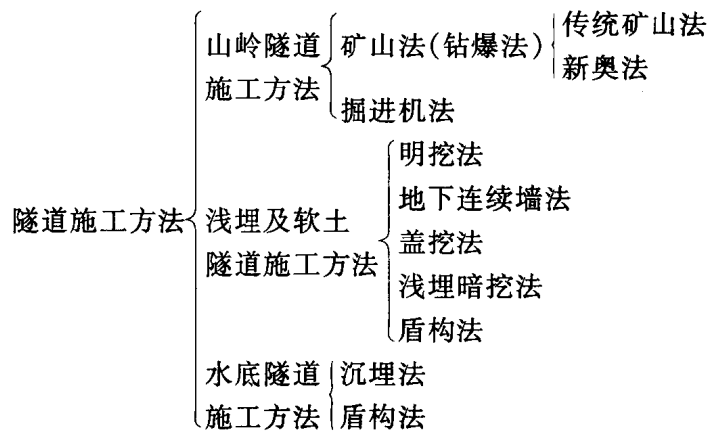 隧道施工方法
山岭隧道
施工方法
矿山法(钻爆法)
传统矿山法
新奥法
掘进机法
浅埋及软土
隧道施工方法
明挖法
地下连续墙法
盖挖法
浅埋暗挖法
盾构法
水底隧道
施工方法
沉埋法
盾构法